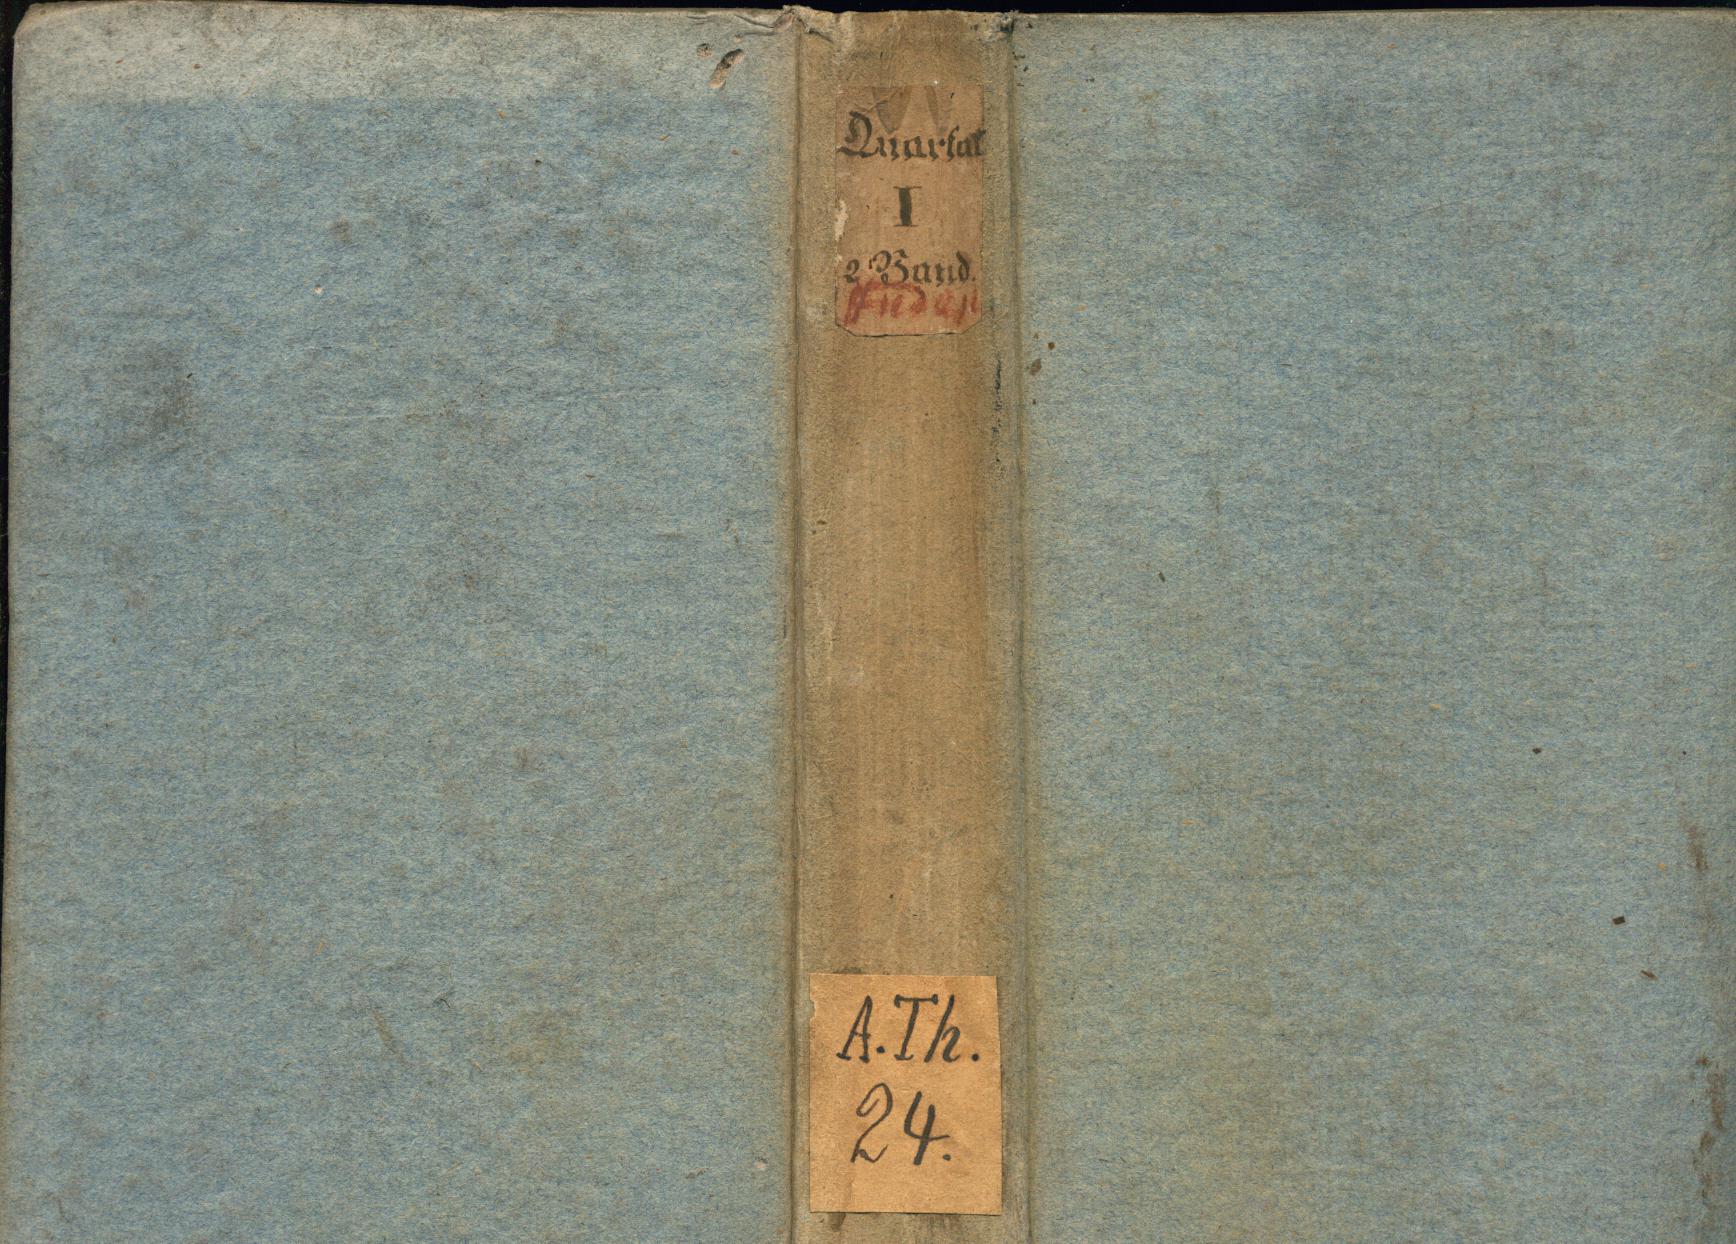 Quartal
I
2 Band.
A.Th.
24.